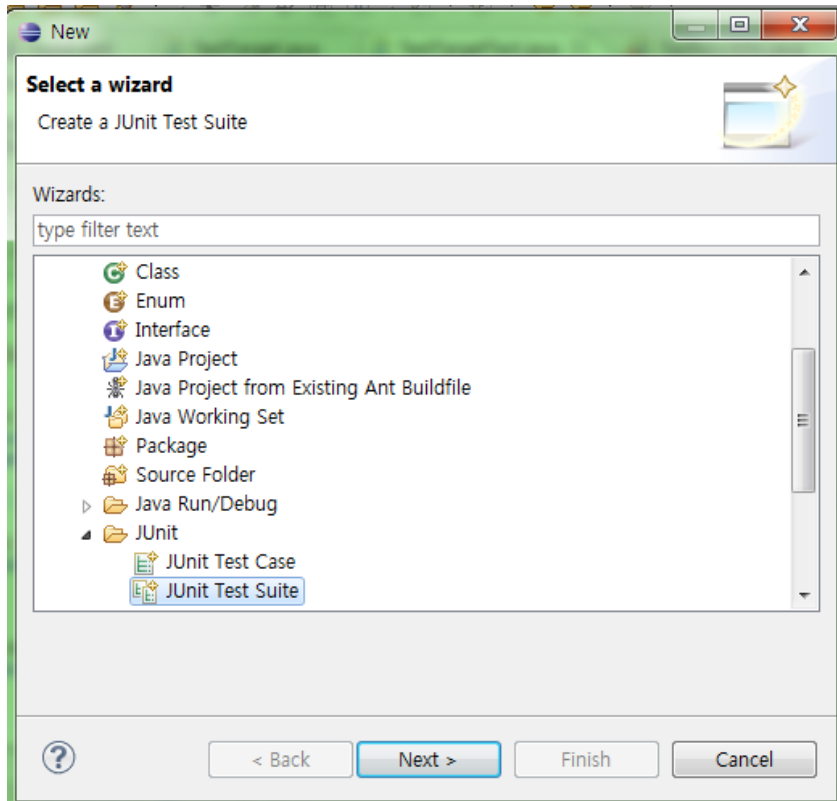 New
Select a wizard
Create a JUnit Test Suite
Wizards:
type filter text
Class
Enum
Interface
Java Project
Java Project from Existing Ant Buildfile
Java Working Set
Package
Source Folder
Java Run/Debug
JUnit
JUnit Test Case
JUnit Test Suite
? < Back Next > Finish Cancel